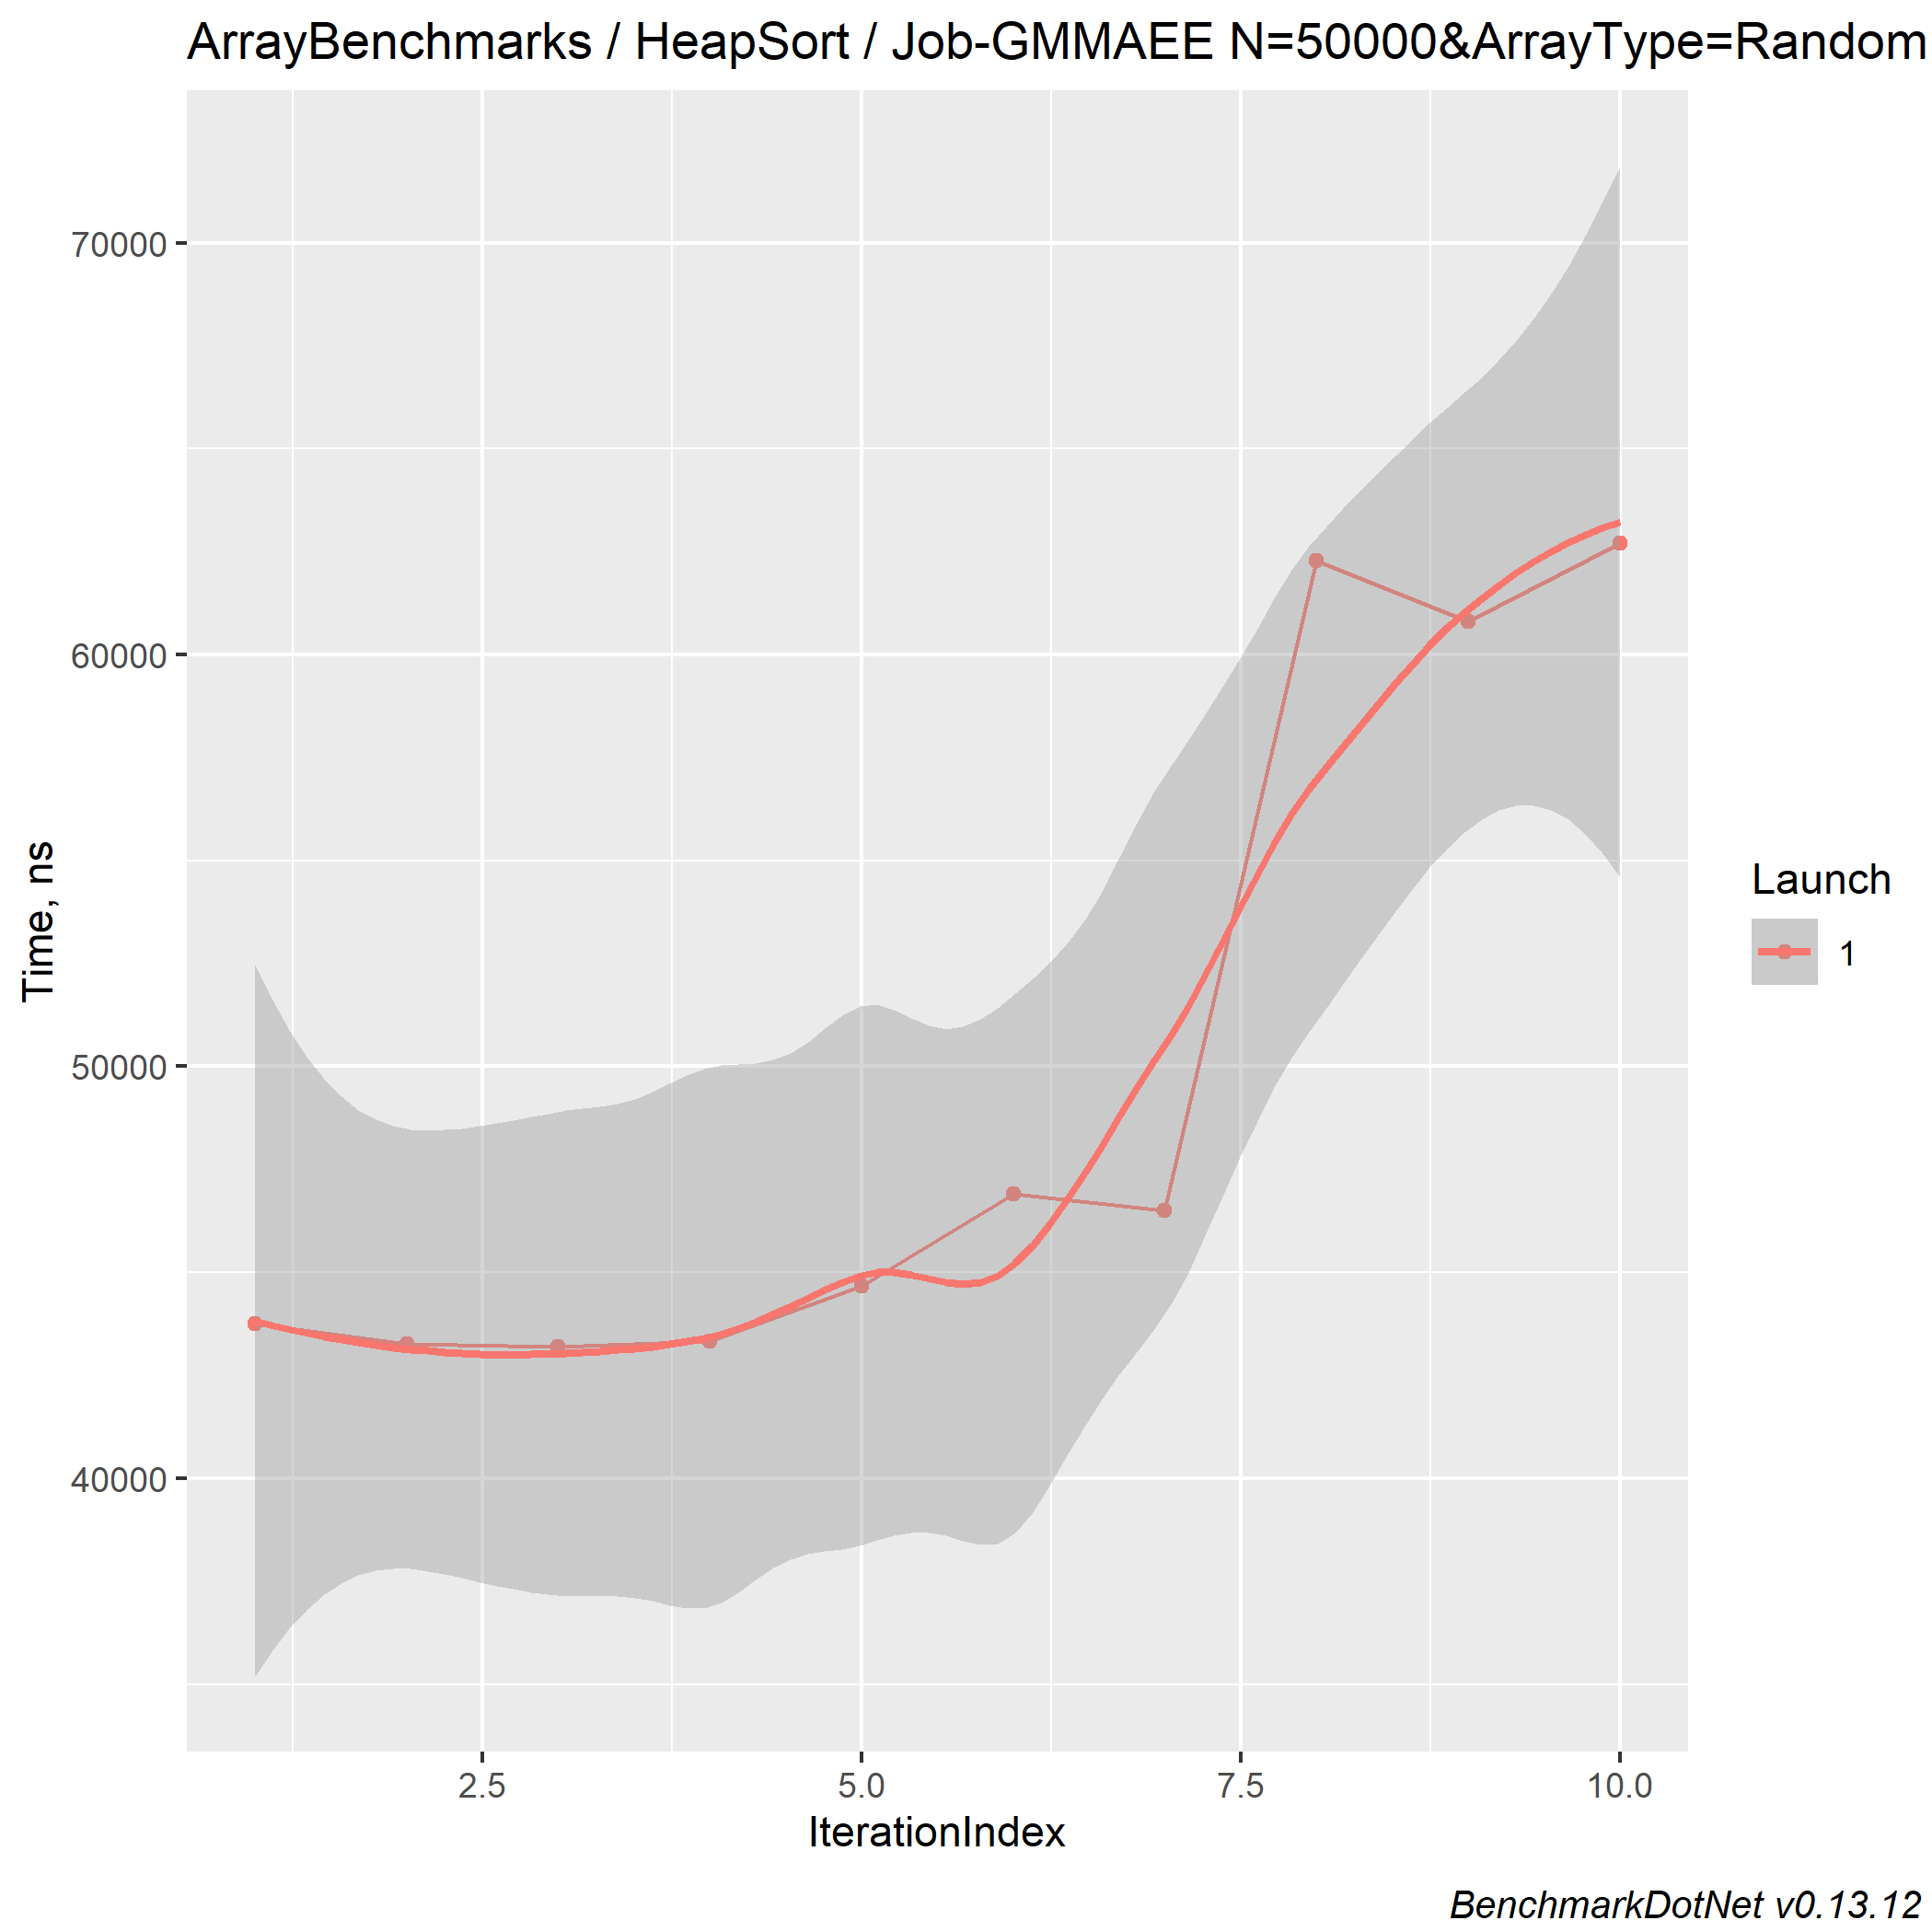 ArrayBenchmarks / HeapSort / Job-GMMAEE N=50000&ArrayType=Random
70000
60000
50000
40000
Time, ns
2.5
5.0
7.5
10.0
IterationIndex
Launch
1
BenchmarkDotNet v0.13.12